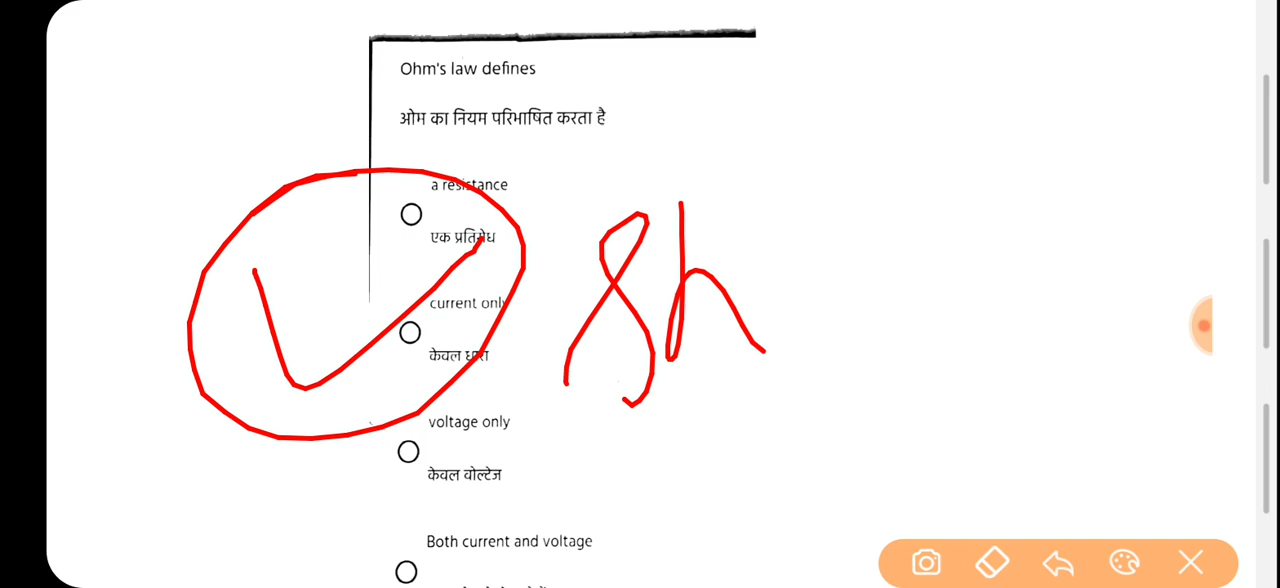 Ohm's law defines
ओम का नियम परिभाषित करता है
a resistance
एक प्रतिरोध
current only
केवल धारा
voltage only
केवल वोल्टेज
Both current and voltage